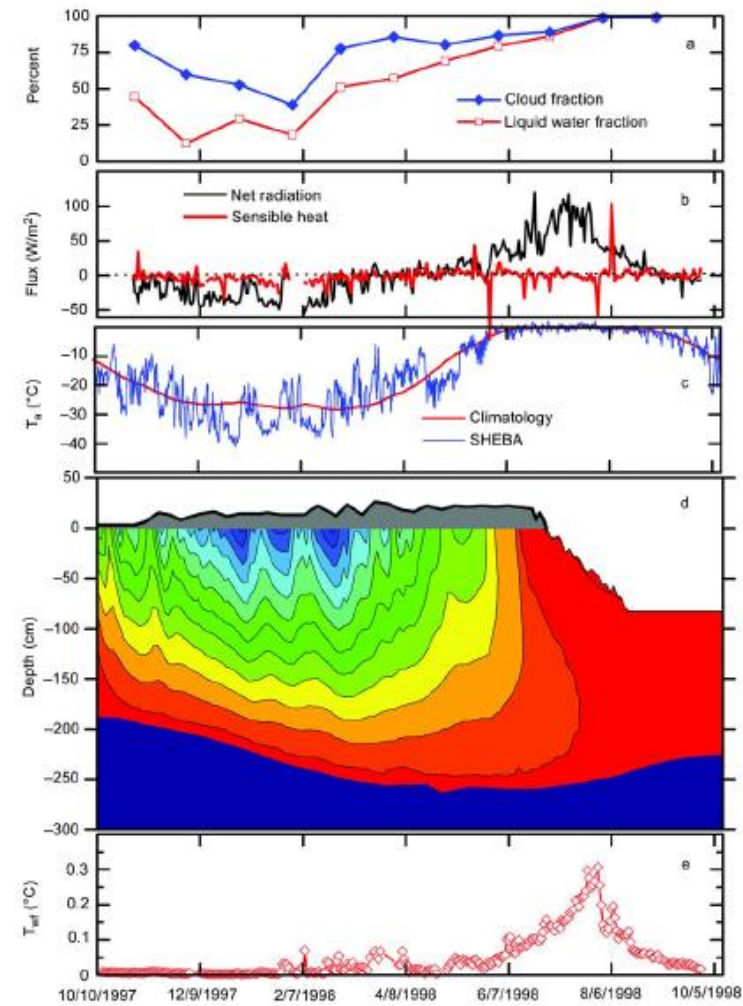 100
75
50
25
0
Percent
a
Cloud fraction
Liquid water fraction
100
50
0
−50
Flux (W/m²)
b
Net radiation
Sensible heat
−10
−20
−30
−40
Tₐ (°C)
c
Climatology
SHEBA
50
0
−50
−100
−150
−200
−250
−300
Depth (cm)
d
0.3
0.2
0.1
0
T_wf (°C)
e
10/10/1997 12/9/1997 2/7/1998 4/8/1998 6/7/1998 8/6/1998 10/5/1998